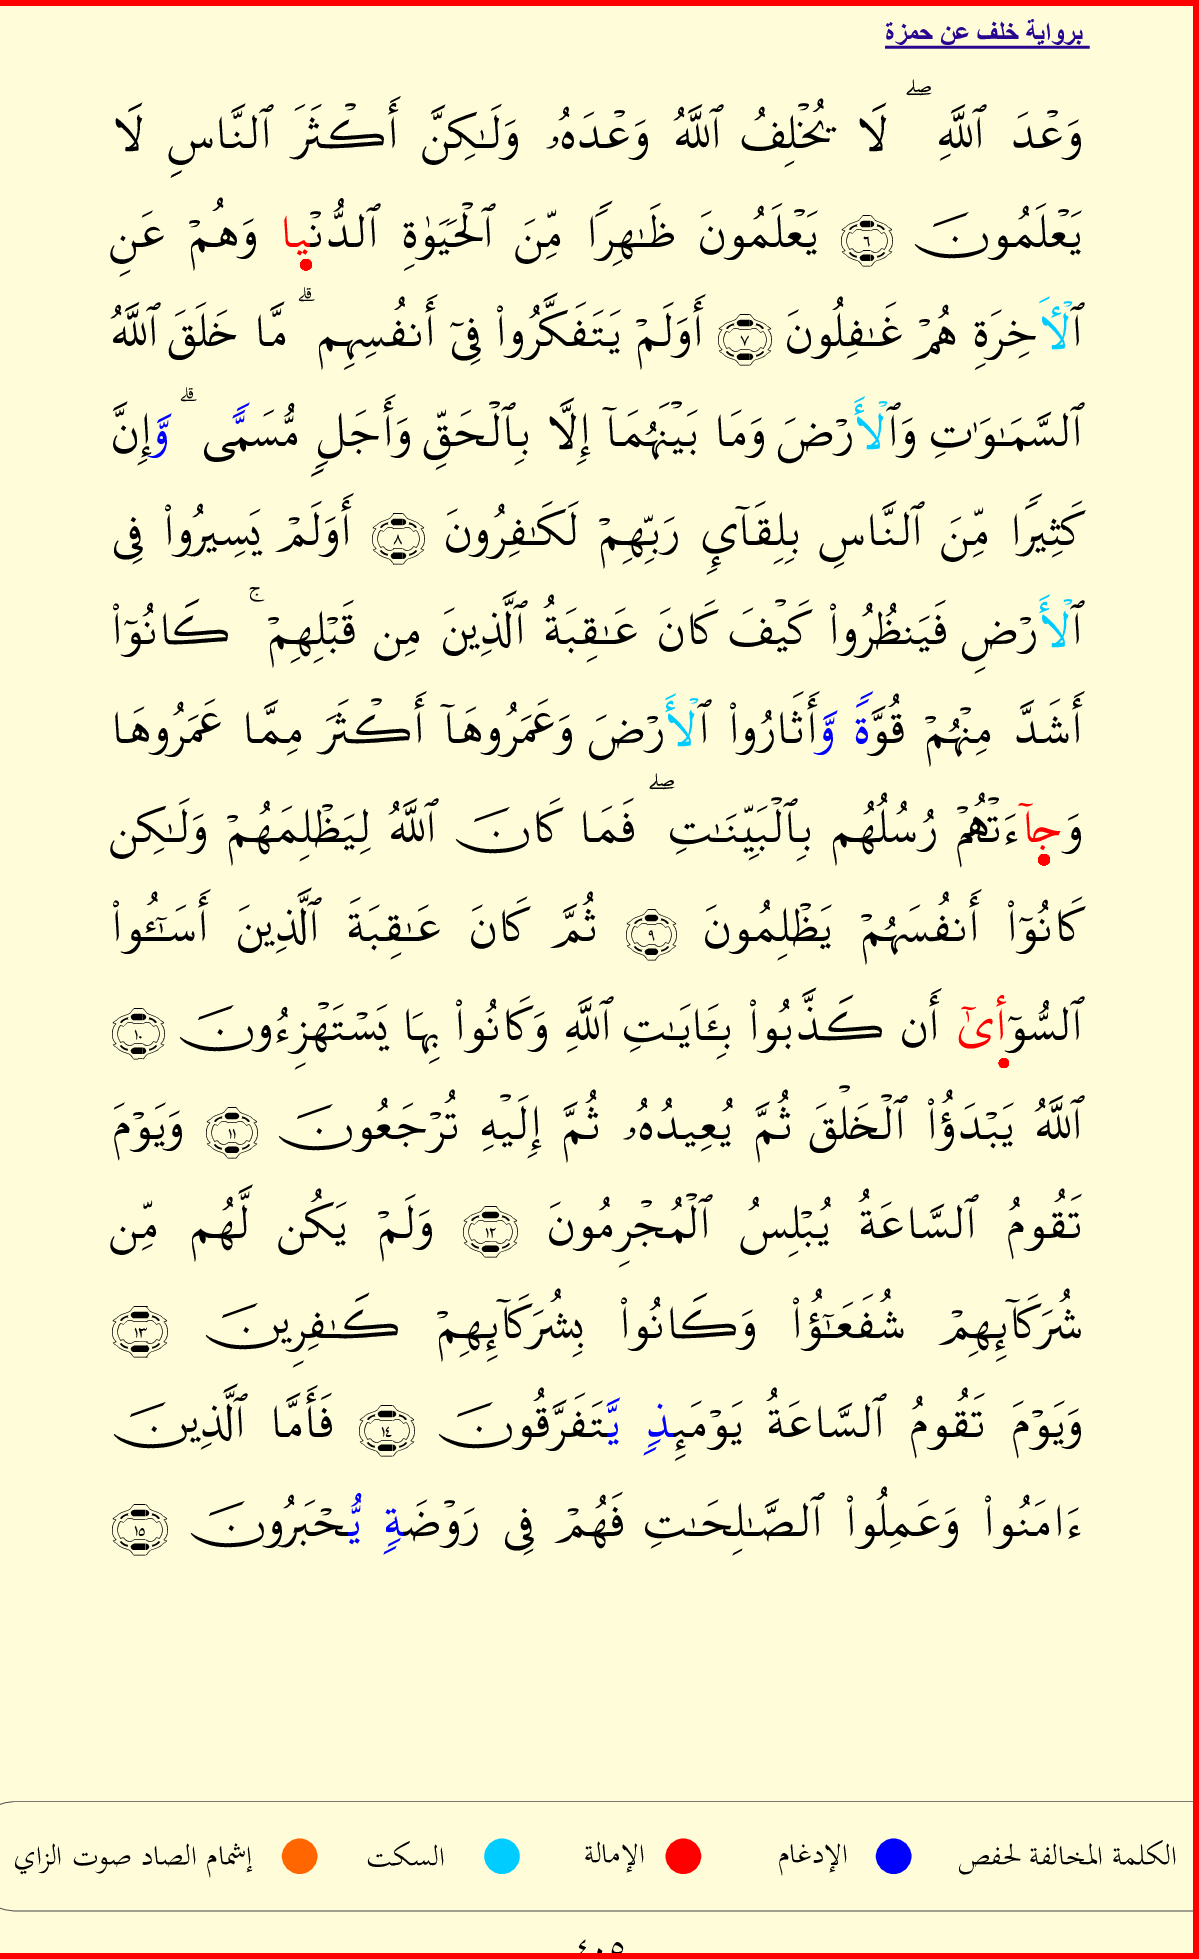 برواية خلف عن حمزة
وَعْدَ ٱللَّهِ ۖ لَا يُخْلِفُ ٱللَّهُ وَعْدَهُۥ وَلَٰكِنَّ أَكْثَرَ ٱلنَّاسِ لَا
يَعْلَمُونَ ٦ يَعْلَمُونَ ظَٰهِرًا مِّنَ ٱلْحَيَوٰةِ ٱلدُّنْيا وَهُمْ عَنِ
ٱلْأَخِرَةِ هُمْ غَٰفِلُونَ ٧ أَوَلَمْ يَتَفَكَّرُوا۟ فِىٓ أَنفُسِهِم ۗ مَّا خَلَقَ ٱللَّهُ
ٱلسَّمَٰوَٰتِ وَٱلْأَرْضَ وَمَا بَيْنَهُمَآ إِلَّا بِٱلْحَقِّ وَأَجَلٍ مُّسَمًّى ۗ وَّإِنَّ
كَثِيرًا مِّنَ ٱلنَّاسِ بِلِقَآئِ رَبِّهِمْ لَكَٰفِرُونَ ٨ أَوَلَمْ يَسِيرُوا۟ فِى
ٱلْأَرْضِ فَيَنظُرُوا۟ كَيْفَ كَانَ عَٰقِبَةُ ٱلَّذِينَ مِن قَبْلِهِمْ ۚ كَانُوٓا۟
أَشَدَّ مِنْهُمْ قُوَّةً وَّأَثَارُوا۟ ٱلْأَرْضَ وَعَمَرُوهَآ أَكْثَرَ مِمَّا عَمَرُوهَا
وَجآءَتْهُمْ رُسُلُهُم بِٱلْبَيِّنَٰتِ ۖ فَمَا كَانَ ٱللَّهُ لِيَظْلِمَهُمْ وَلَٰكِن
كَانُوٓا۟ أَنفُسَهُمْ يَظْلِمُونَ ٩ ثُمَّ كَانَ عَٰقِبَةَ ٱلَّذِينَ أَسَٰٓـُٔوا۟
ٱلسُّوٓأىٰٓ أَن كَذَّبُوا۟ بِـَٔايَٰتِ ٱللَّهِ وَكَانُوا۟ بِهَا يَسْتَهْزِءُونَ ١٠
ٱللَّهُ يَبْدَؤُا۟ ٱلْخَلْقَ ثُمَّ يُعِيدُهُۥ ثُمَّ إِلَيْهِ تُرْجَعُونَ ١١ وَيَوْمَ
تَقُومُ ٱلسَّاعَةُ يُبْلِسُ ٱلْمُجْرِمُونَ ١٢ وَلَمْ يَكُن لَّهُم مِّن
شُرَكَآئِهِمْ شُفَعَٰٓؤُا۟ وَكَانُوا۟ بِشُرَكَآئِهِمْ كَٰفِرِينَ ١٣
وَيَوْمَ تَقُومُ ٱلسَّاعَةُ يَوْمَئِذٍ يَّتَفَرَّقُونَ ١٤ فَأَمَّا ٱلَّذِينَ
ءَامَنُوا۟ وَعَمِلُوا۟ ٱلصَّٰلِحَٰتِ فَهُمْ فِى رَوْضَةٍ يُّحْبَرُونَ ١٥
الكلمة المخالفة لحفص الإدغام الإمالة السكت إشمام الصاد صوت الزاي
٤٠٥